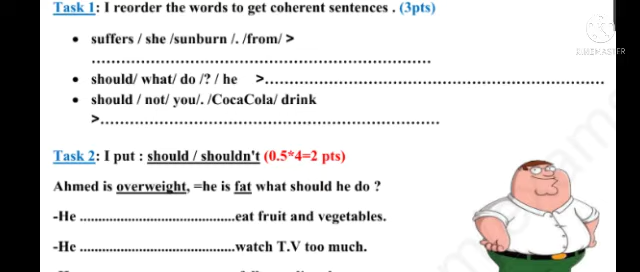 Task 1: I reorder the words to get coherent sentences . (3pts)
• suffers / she /sunburn /. /from/ >
....................................................................
• should/ what/ do /? / he >....................................................................
• should / not/ you/. /CocaCola/ drink
>....................................................................
Task 2: I put : should / shouldn't (0.5*4=2 pts)
Ahmed is overweight, =he is fat what should he do ?
-He .......................................eat fruit and vegetables.
-He .......................................watch T.V too much.
KINEMASTER